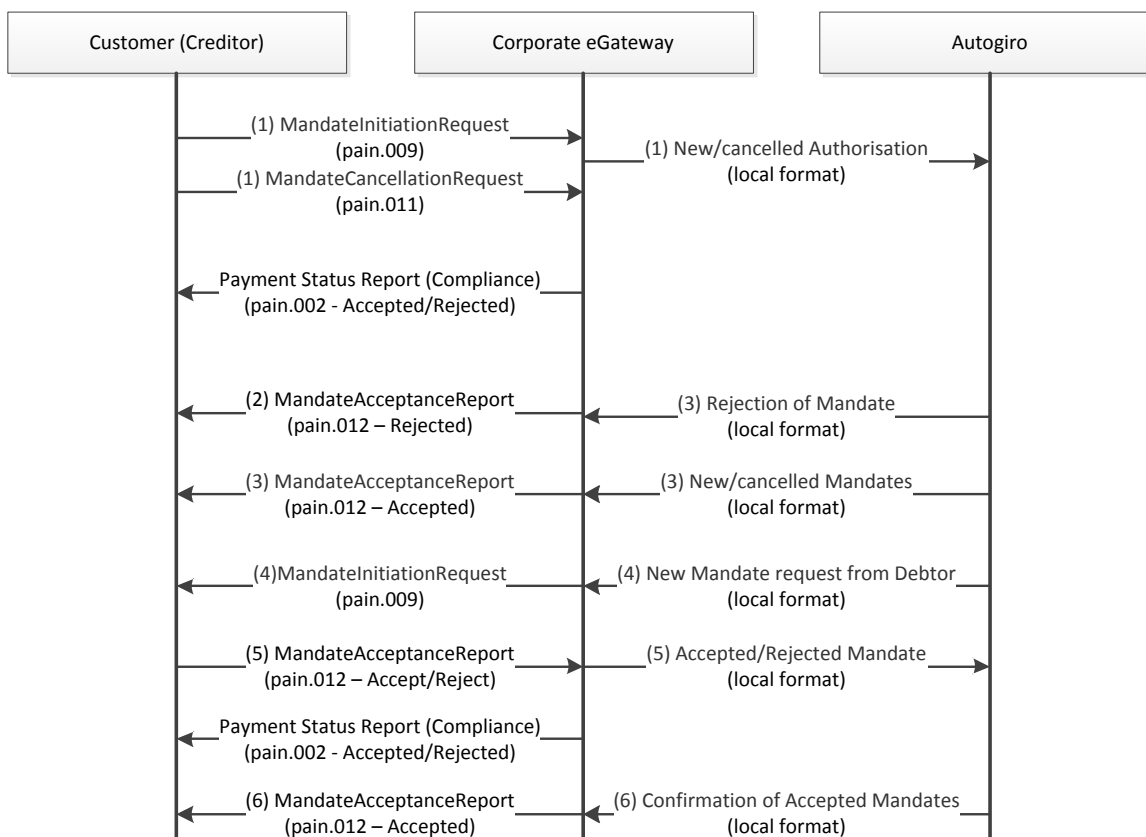 Customer (Creditor)
Corporate eGateway
Autogiro
(1) MandateInitiationRequest
(pain.009)
(1) New/cancelled Authorisation
(local format)
(1) MandateCancellationRequest
(pain.011)
Payment Status Report (Compliance)
(pain.002 - Accepted/Rejected)
(2) MandateAcceptanceReport
(pain.012 – Rejected)
(3) Rejection of Mandate
(local format)
(3) MandateAcceptanceReport
(pain.012 – Accepted)
(3) New/cancelled Mandates
(local format)
(4)MandateInitiationRequest
(pain.009)
(4) New Mandate request from Debtor
(local format)
(5) MandateAcceptanceReport
(pain.012 – Accept/Reject)
(5) Accepted/Rejected Mandate
(local format)
Payment Status Report (Compliance)
(pain.002 - Accepted/Rejected)
(6) MandateAcceptanceReport
(pain.012 – Accepted)
(6) Confirmation of Accepted Mandates
(local format)